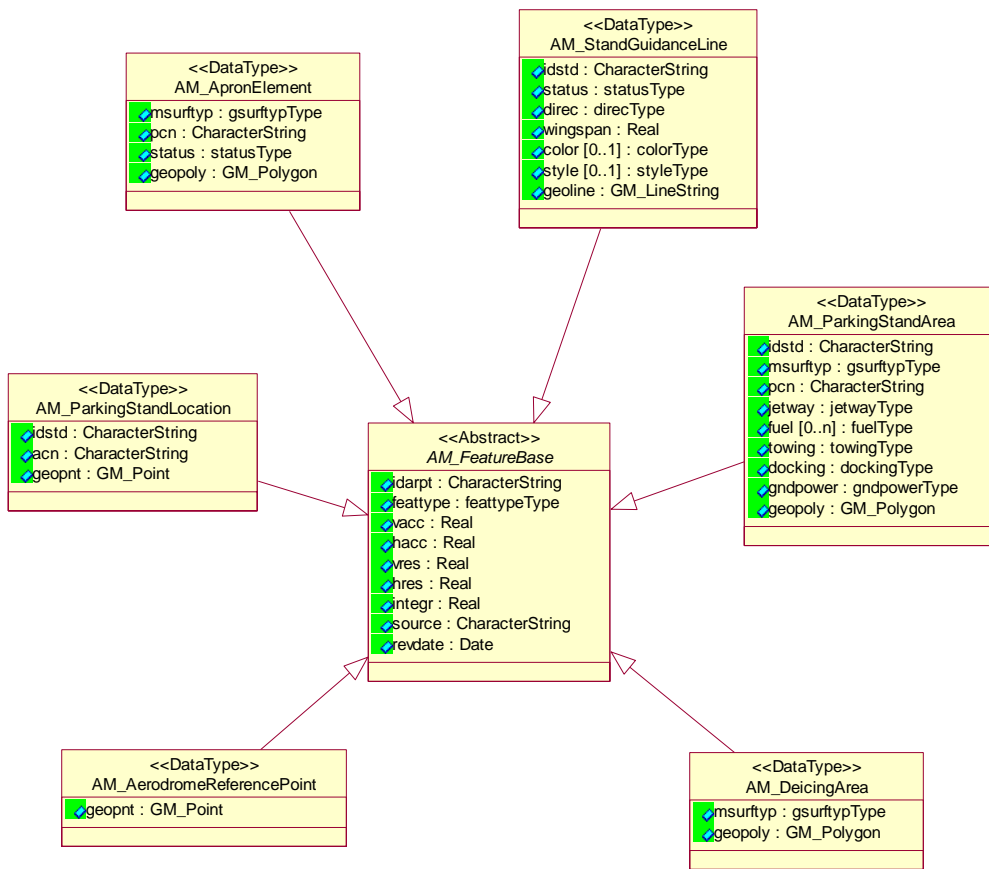 <<DataType>>
AM_StandGuidanceLine
idstd : CharacterString
status : statusType
direc : direcType
wingspan : Real
color [0..1] : colorType
style [0..1] : styleType
geoline : GM_LineString
<<DataType>>
AM_ApronElement
msurftyp : gsurftypType
pcn : CharacterString
status : statusType
geopoly : GM_Polygon
<<DataType>>
AM_ParkingStandArea
idstd : CharacterString
msurftyp : gsurftypType
pcn : CharacterString
jetway : jetwayType
fuel [0..n] : fuelType
towing : towingType
docking : dockingType
gndpower : gndpowerType
geopoly : GM_Polygon
<<DataType>>
AM_ParkingStandLocation
idstd : CharacterString
acn : CharacterString
geopnt : GM_Point
<<Abstract>>
AM_FeatureBase
idarpt : CharacterString
feattype : feattypeType
vacc : Real
hacc : Real
vres : Real
hres : Real
integr : Real
source : CharacterString
revdate : Date
<<DataType>>
AM_AerodromeReferencePoint
geopnt : GM_Point
<<DataType>>
AM_DeicingArea
msurftyp : gsurftypType
geopoly : GM_Polygon